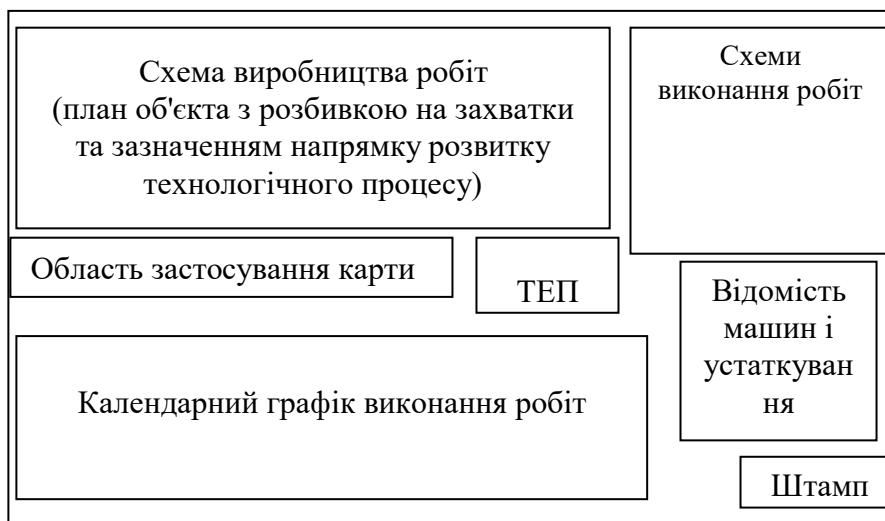 Схема виробництва робіт
(план об'єкта з розбивкою на захватки
та зазначенням напрямку розвитку
технологічного процесу)
Схеми
виконання робіт
Область застосування карти
ТЕП
Відомість
машин і
устаткуван
ня
Календарний графік виконання робіт
Штамп